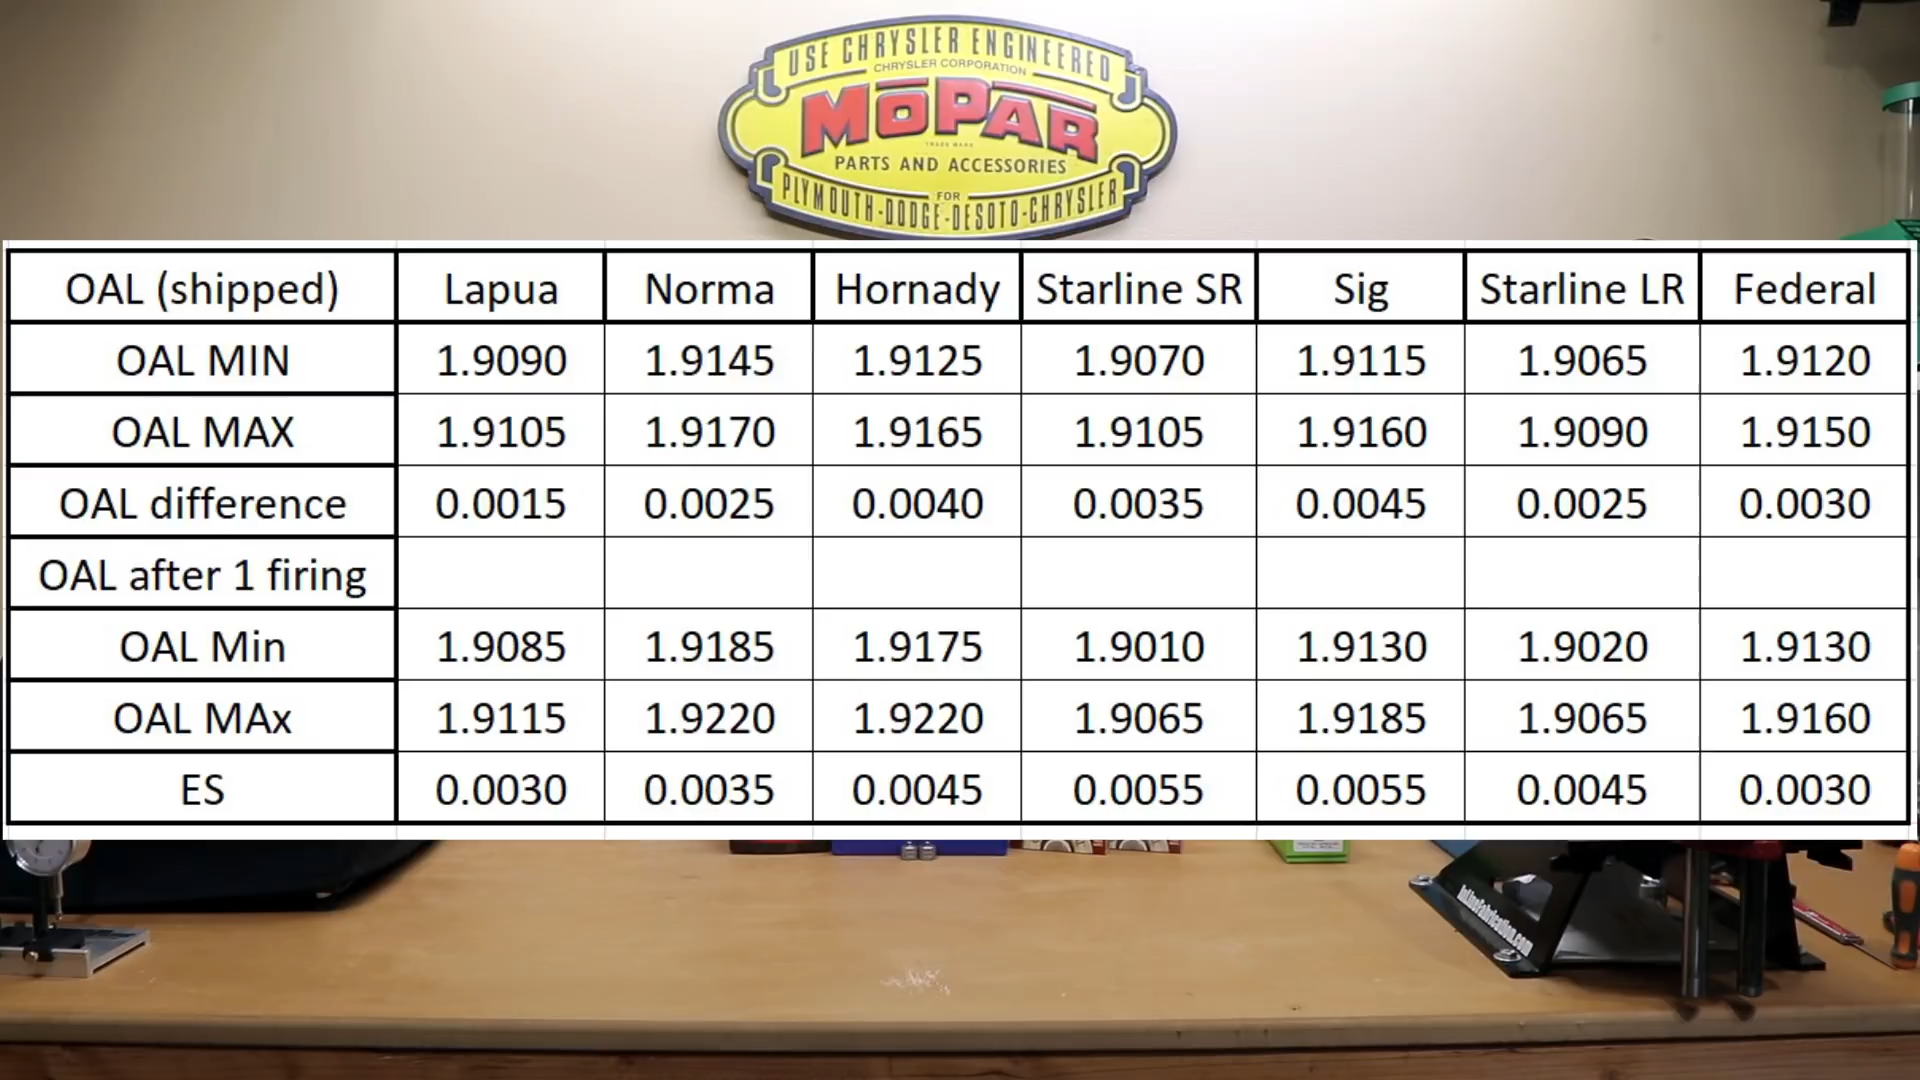 USE CHRYSLER ENGINEERED
CHRYSLER CORPORATION
MOPAR
TRADE MARK
PARTS AND ACCESSORIES
FOR
PLYMOUTH-DODGE-DESOTO-CHRYSLER
OAL (shipped) Lapua Norma Hornady Starline SR Sig Starline LR Federal
OAL MIN 1.9090 1.9145 1.9125 1.9070 1.9115 1.9065 1.9120
OAL MAX 1.9105 1.9170 1.9165 1.9105 1.9160 1.9090 1.9150
OAL difference 0.0015 0.0025 0.0040 0.0035 0.0045 0.0025 0.0030
OAL after 1 firing
OAL Min 1.9085 1.9185 1.9175 1.9010 1.9130 1.9020 1.9130
OAL MAx 1.9115 1.9220 1.9220 1.9065 1.9185 1.9065 1.9160
ES 0.0030 0.0035 0.0045 0.0055 0.0055 0.0045 0.0030
InLineFabrication.com